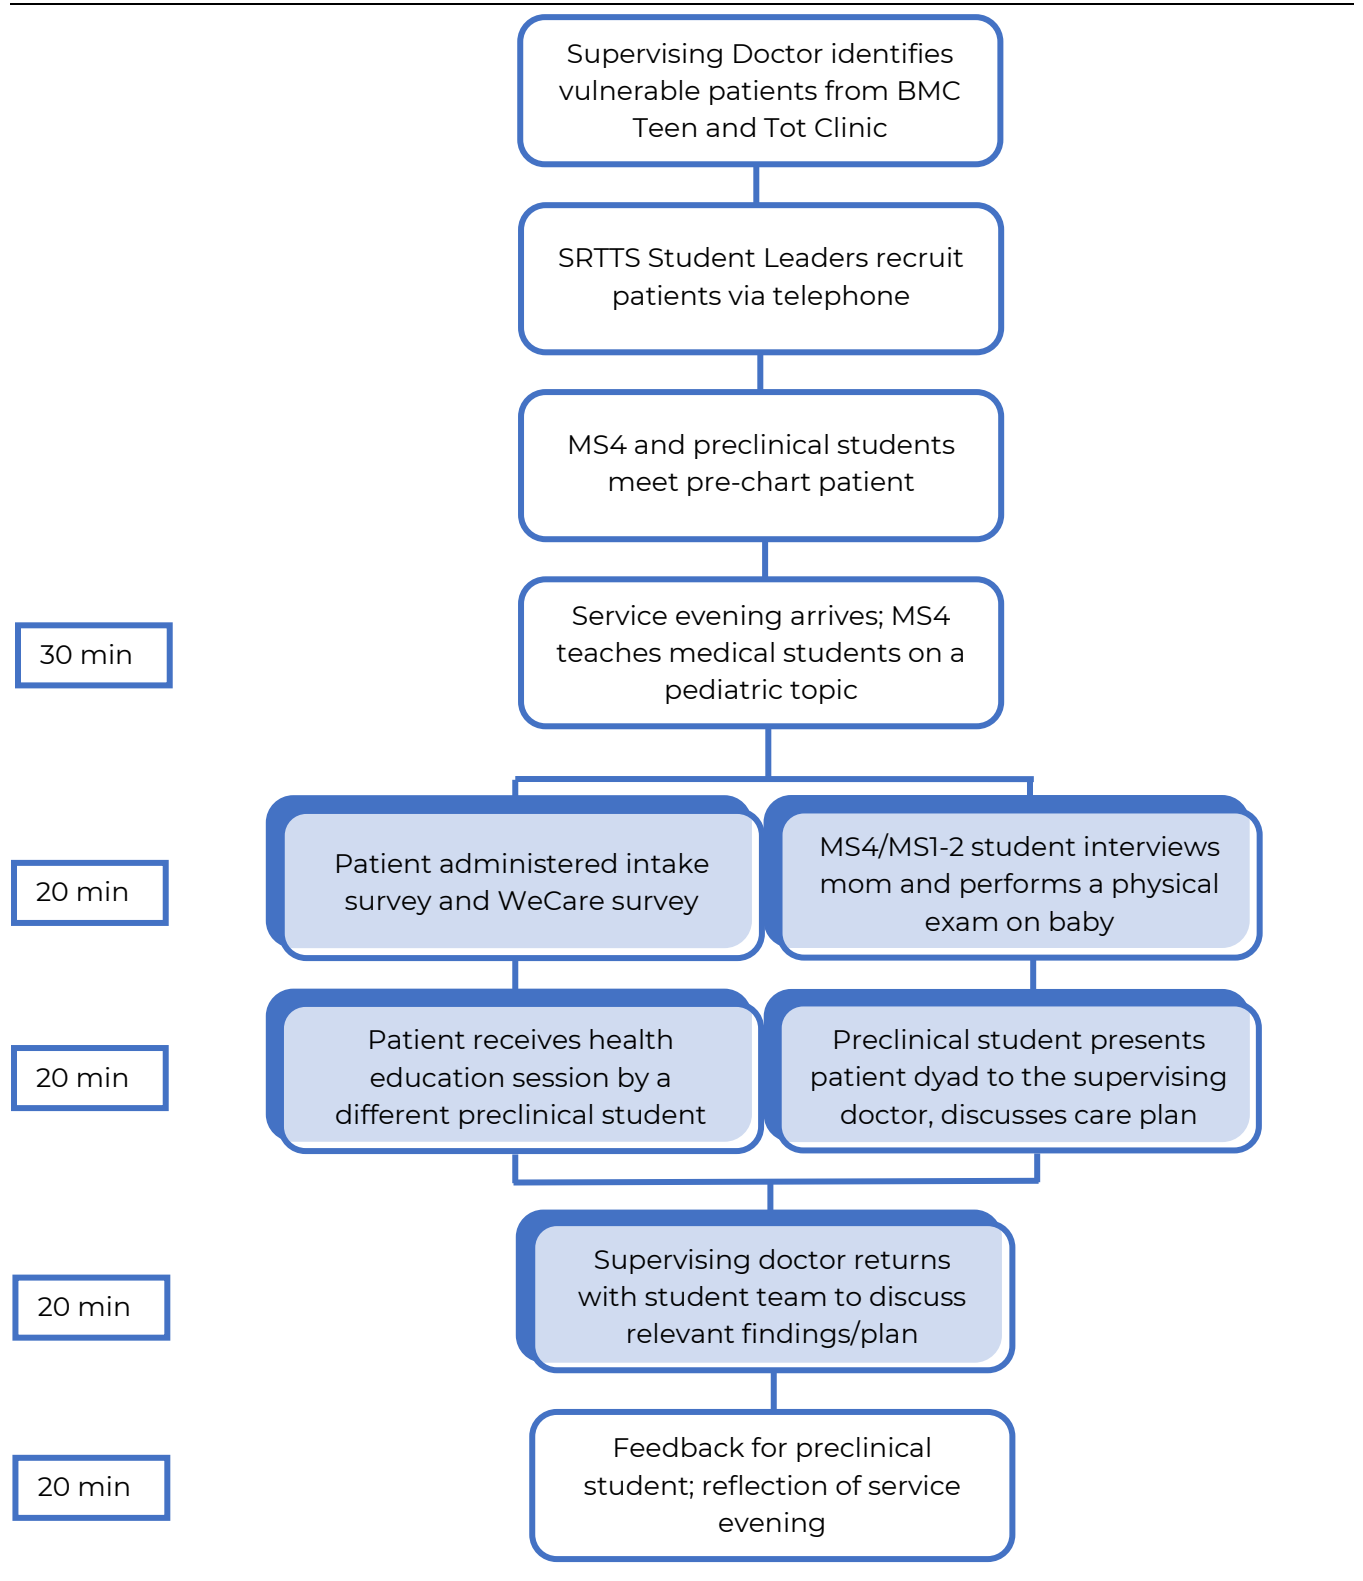 Supervising Doctor identifies
vulnerable patients from BMC
Teen and Tot Clinic
SRTTS Student Leaders recruit
patients via telephone
MS4 and preclinical students
meet pre-chart patient
30 min
Service evening arrives; MS4
teaches medical students on a
pediatric topic
20 min
Patient administered intake
survey and WeCare survey
MS4/MS1-2 student interviews
mom and performs a physical
exam on baby
20 min
Patient receives health
education session by a
different preclinical student
Preclinical student presents
patient dyad to the supervising
doctor, discusses care plan
20 min
Supervising doctor returns
with student team to discuss
relevant findings/plan
20 min
Feedback for preclinical
student; reflection of service
evening